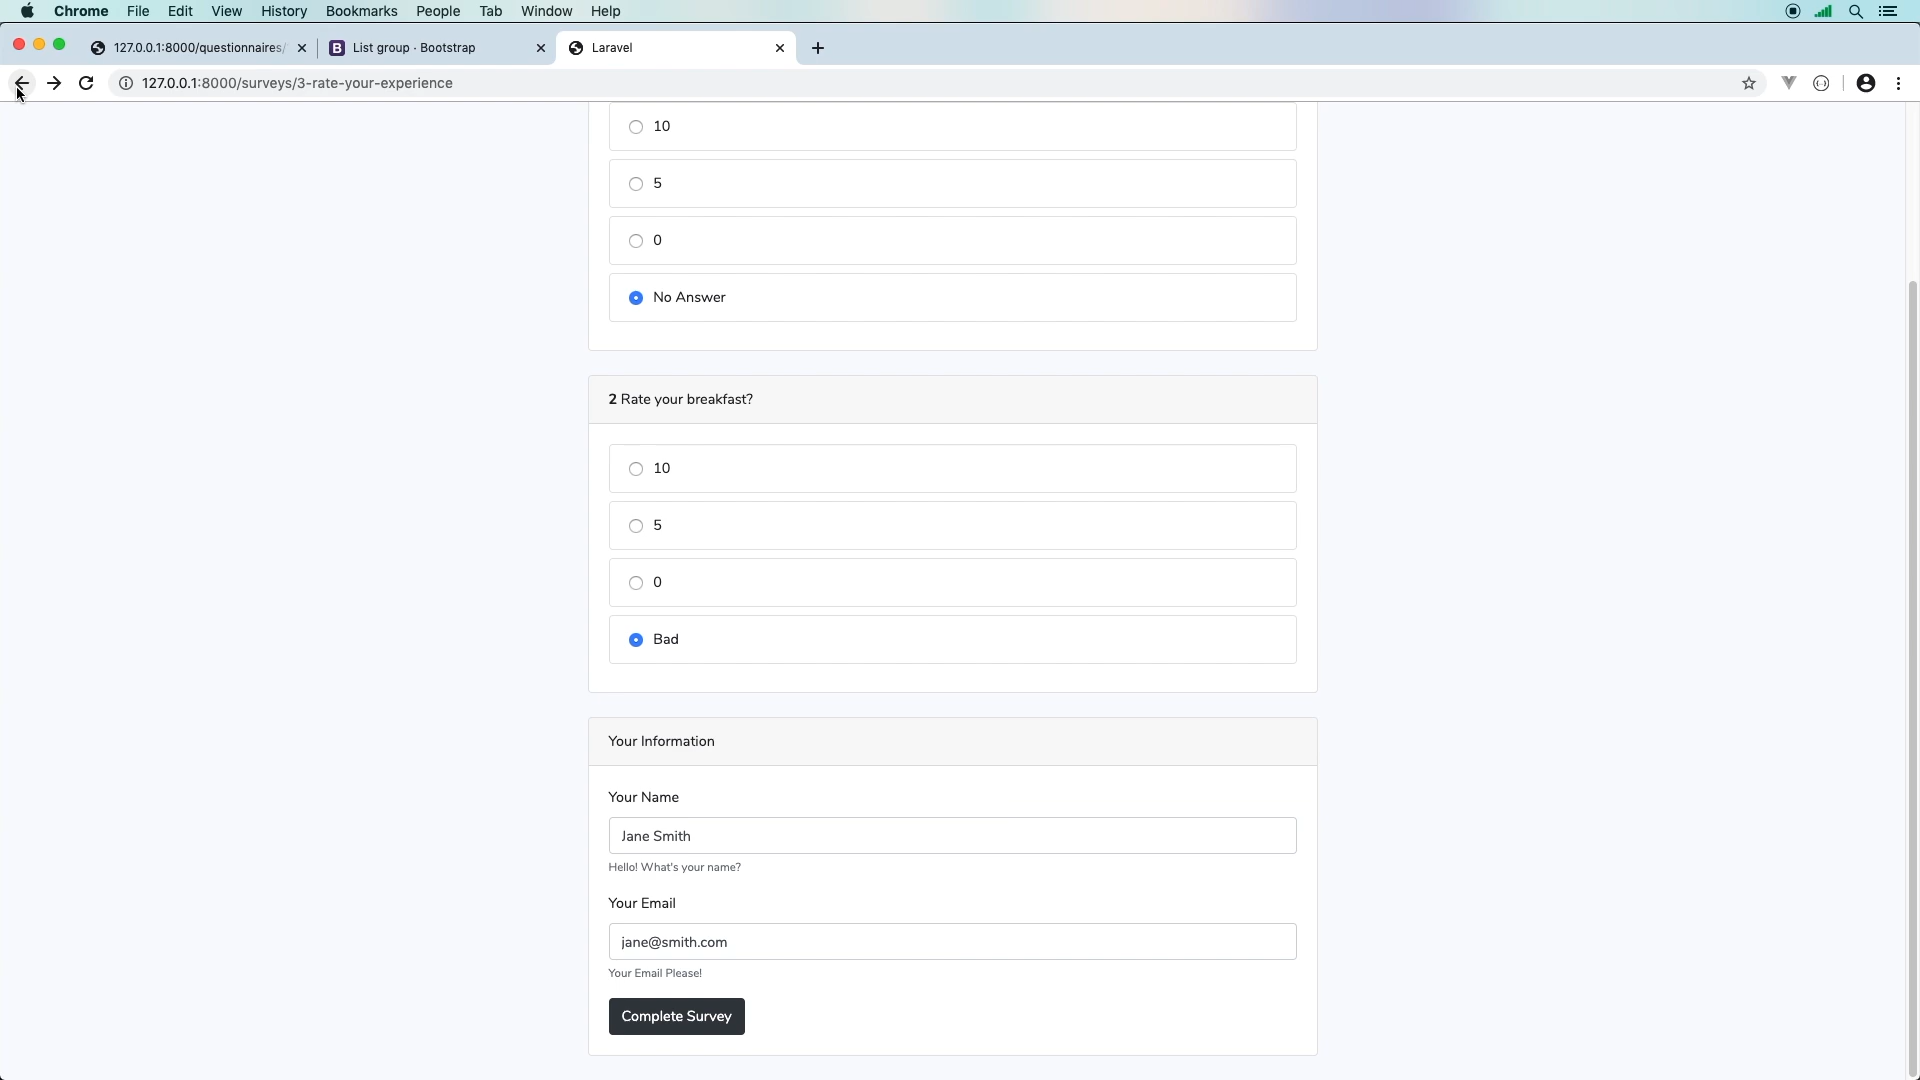 Chrome File Edit View History Bookmarks People Tab Window Help
127.0.0.1:8000/questionnaires/ List group · Bootstrap Laravel
127.0.0.1:8000/surveys/3-rate-your-experience
10
5
0
No Answer
2 Rate your breakfast?
10
5
0
Bad
Your Information
Your Name
Jane Smith
Hello! What's your name?
Your Email
jane@smith.com
Your Email Please!
Complete Survey